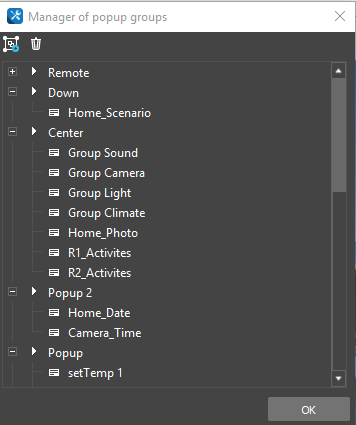 Manager of popup groups
Remote
Down
Home_Scenario
Center
Group Sound
Group Camera
Group Light
Group Climate
Home_Photo
R1_Activites
R2_Activites
Popup 2
Home_Date
Camera_Time
Popup
setTemp 1
OK